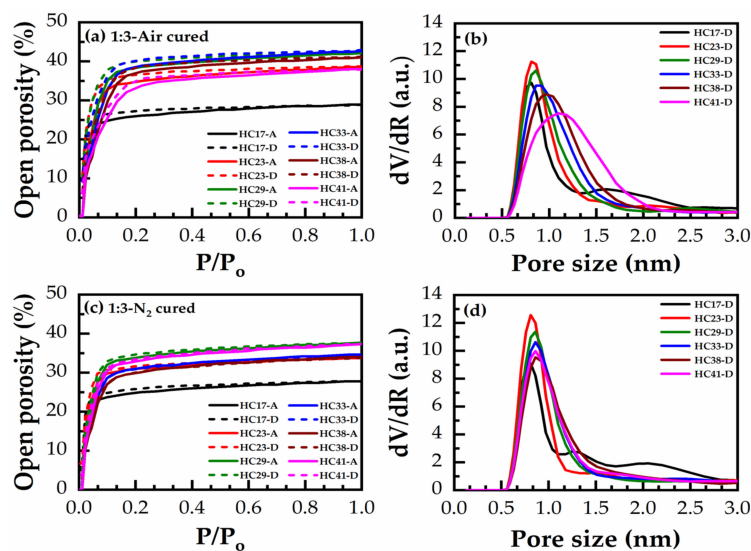 (a) 1:3-Air cured
Open porosity (%)
50
40
30
20
10
0
HC17-A HC33-A
HC17-D HC33-D
HC23-A HC38-A
HC23-D HC38-D
HC29-A HC41-A
HC29-D HC41-D
0.0 0.2 0.4 0.6 0.8 1.0
P/Po
(b)
dV/dR (a.u.)
14
12
10
8
6
4
2
0
HC17-D
HC23-D
HC29-D
HC33-D
HC38-D
HC41-D
0.0 0.5 1.0 1.5 2.0 2.5 3.0
Pore size (nm)
(c) 1:3-N2 cured
Open porosity (%)
50
40
30
20
10
0
HC17-A HC33-A
HC17-D HC33-D
HC23-A HC38-A
HC23-D HC38-D
HC29-A HC41-A
HC29-D HC41-D
0.0 0.2 0.4 0.6 0.8 1.0
P/Po
(d)
dV/dR (a.u.)
14
12
10
8
6
4
2
0
HC17-D
HC23-D
HC29-D
HC33-D
HC38-D
HC41-D
0.0 0.5 1.0 1.5 2.0 2.5 3.0
Pore size (nm)